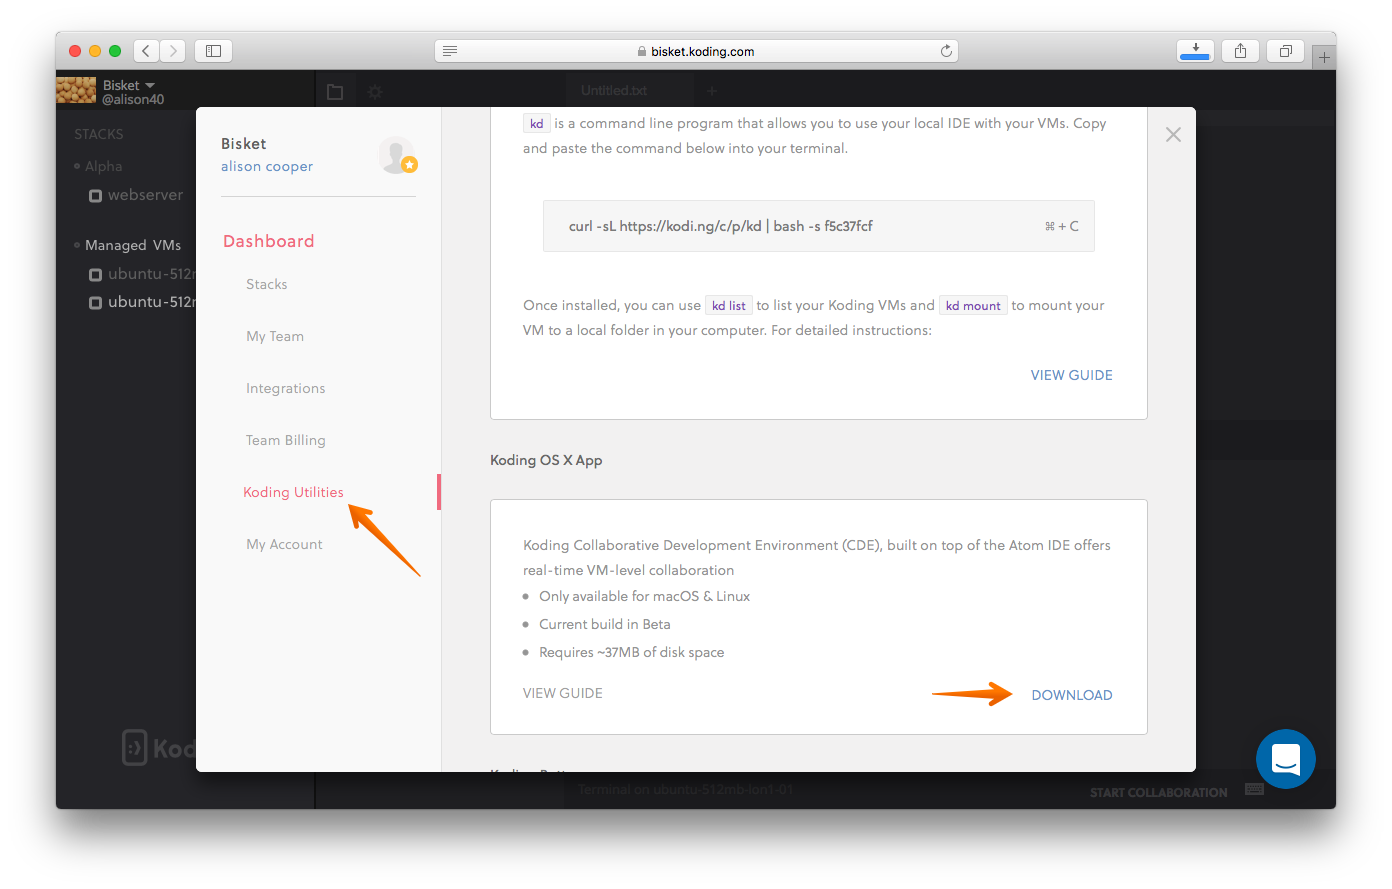 bisket.koding.com
Bisket
@alison40
Untitled.txt
STACKS
Alpha
webserver
Managed VMs
ubuntu-512
ubuntu-512
Kod
Bisket
alison cooper
Dashboard
Stacks
My Team
Integrations
Team Billing
Koding Utilities
My Account
kd is a command line program that allows you to use your local IDE with your VMs. Copy
and paste the command below into your terminal.
curl -sL https://kodi.ng/c/p/kd | bash -s f5c37fcf
⌘ + C
Once installed, you can use kd list to list your Koding VMs and kd mount to mount your
VM to a local folder in your computer. For detailed instructions:
VIEW GUIDE
Koding OS X App
Koding Collaborative Development Environment (CDE), built on top of the Atom IDE offers
real-time VM-level collaboration
Only available for macOS & Linux
Current build in Beta
Requires ~37MB of disk space
VIEW GUIDE
DOWNLOAD
Terminal on ubuntu-512mb-lon1-01
START COLLABORATION